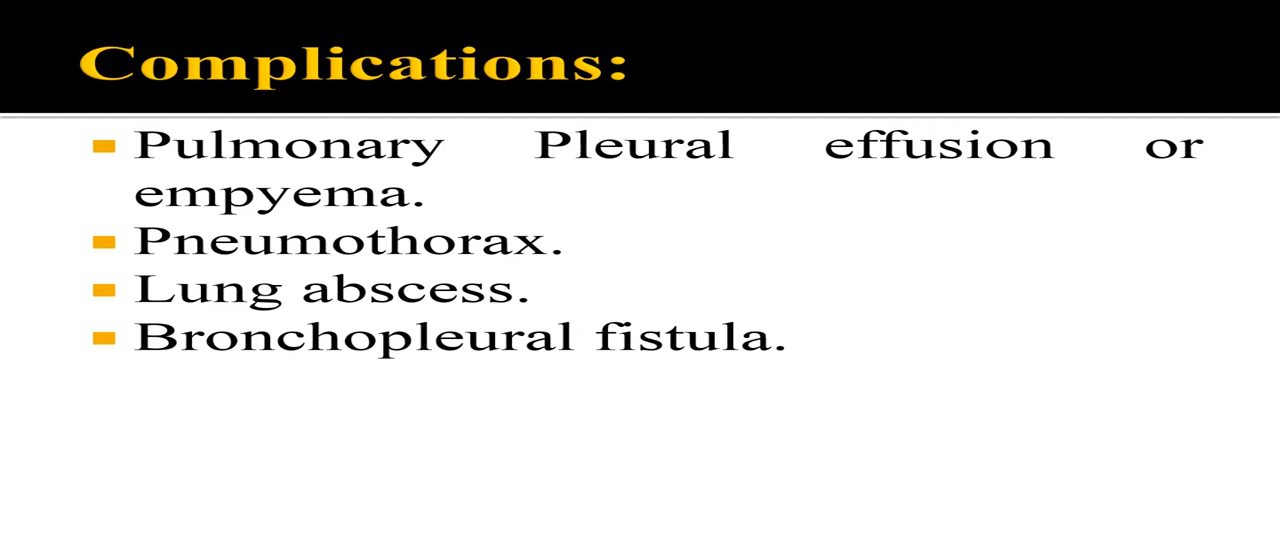 Complications:
Pulmonary Pleural effusion or
empyema.
Pneumothorax.
Lung abscess.
Bronchopleural fistula.